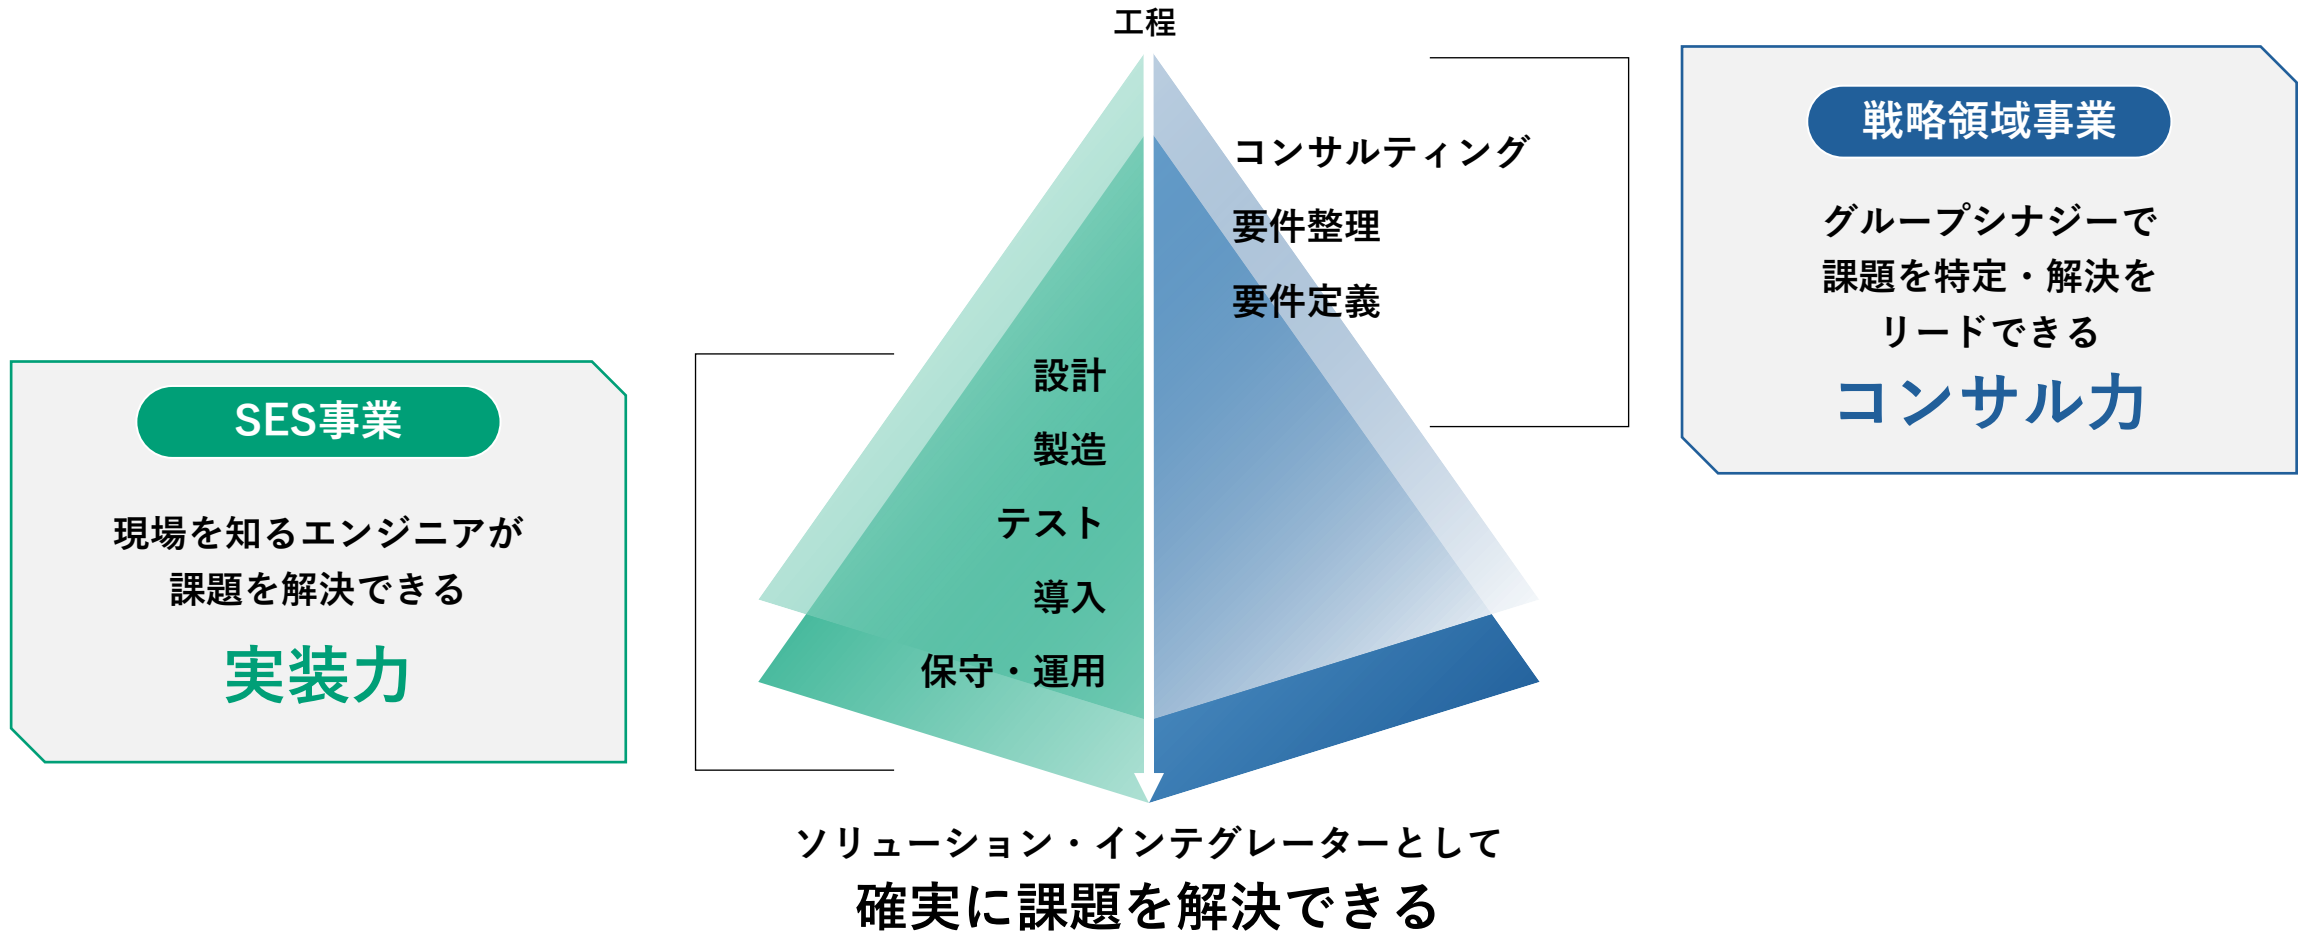 工程
コンサルティング
要件整理
要件定義
設計
製造
テスト
導入
保守・運用
戦略領域事業
グループシナジーで
課題を特定・解決を
リードできる
コンサル力
SES事業
現場を知るエンジニアが
課題を解決できる
実装力
ソリューション・インテグレーターとして
確実に課題を解決できる